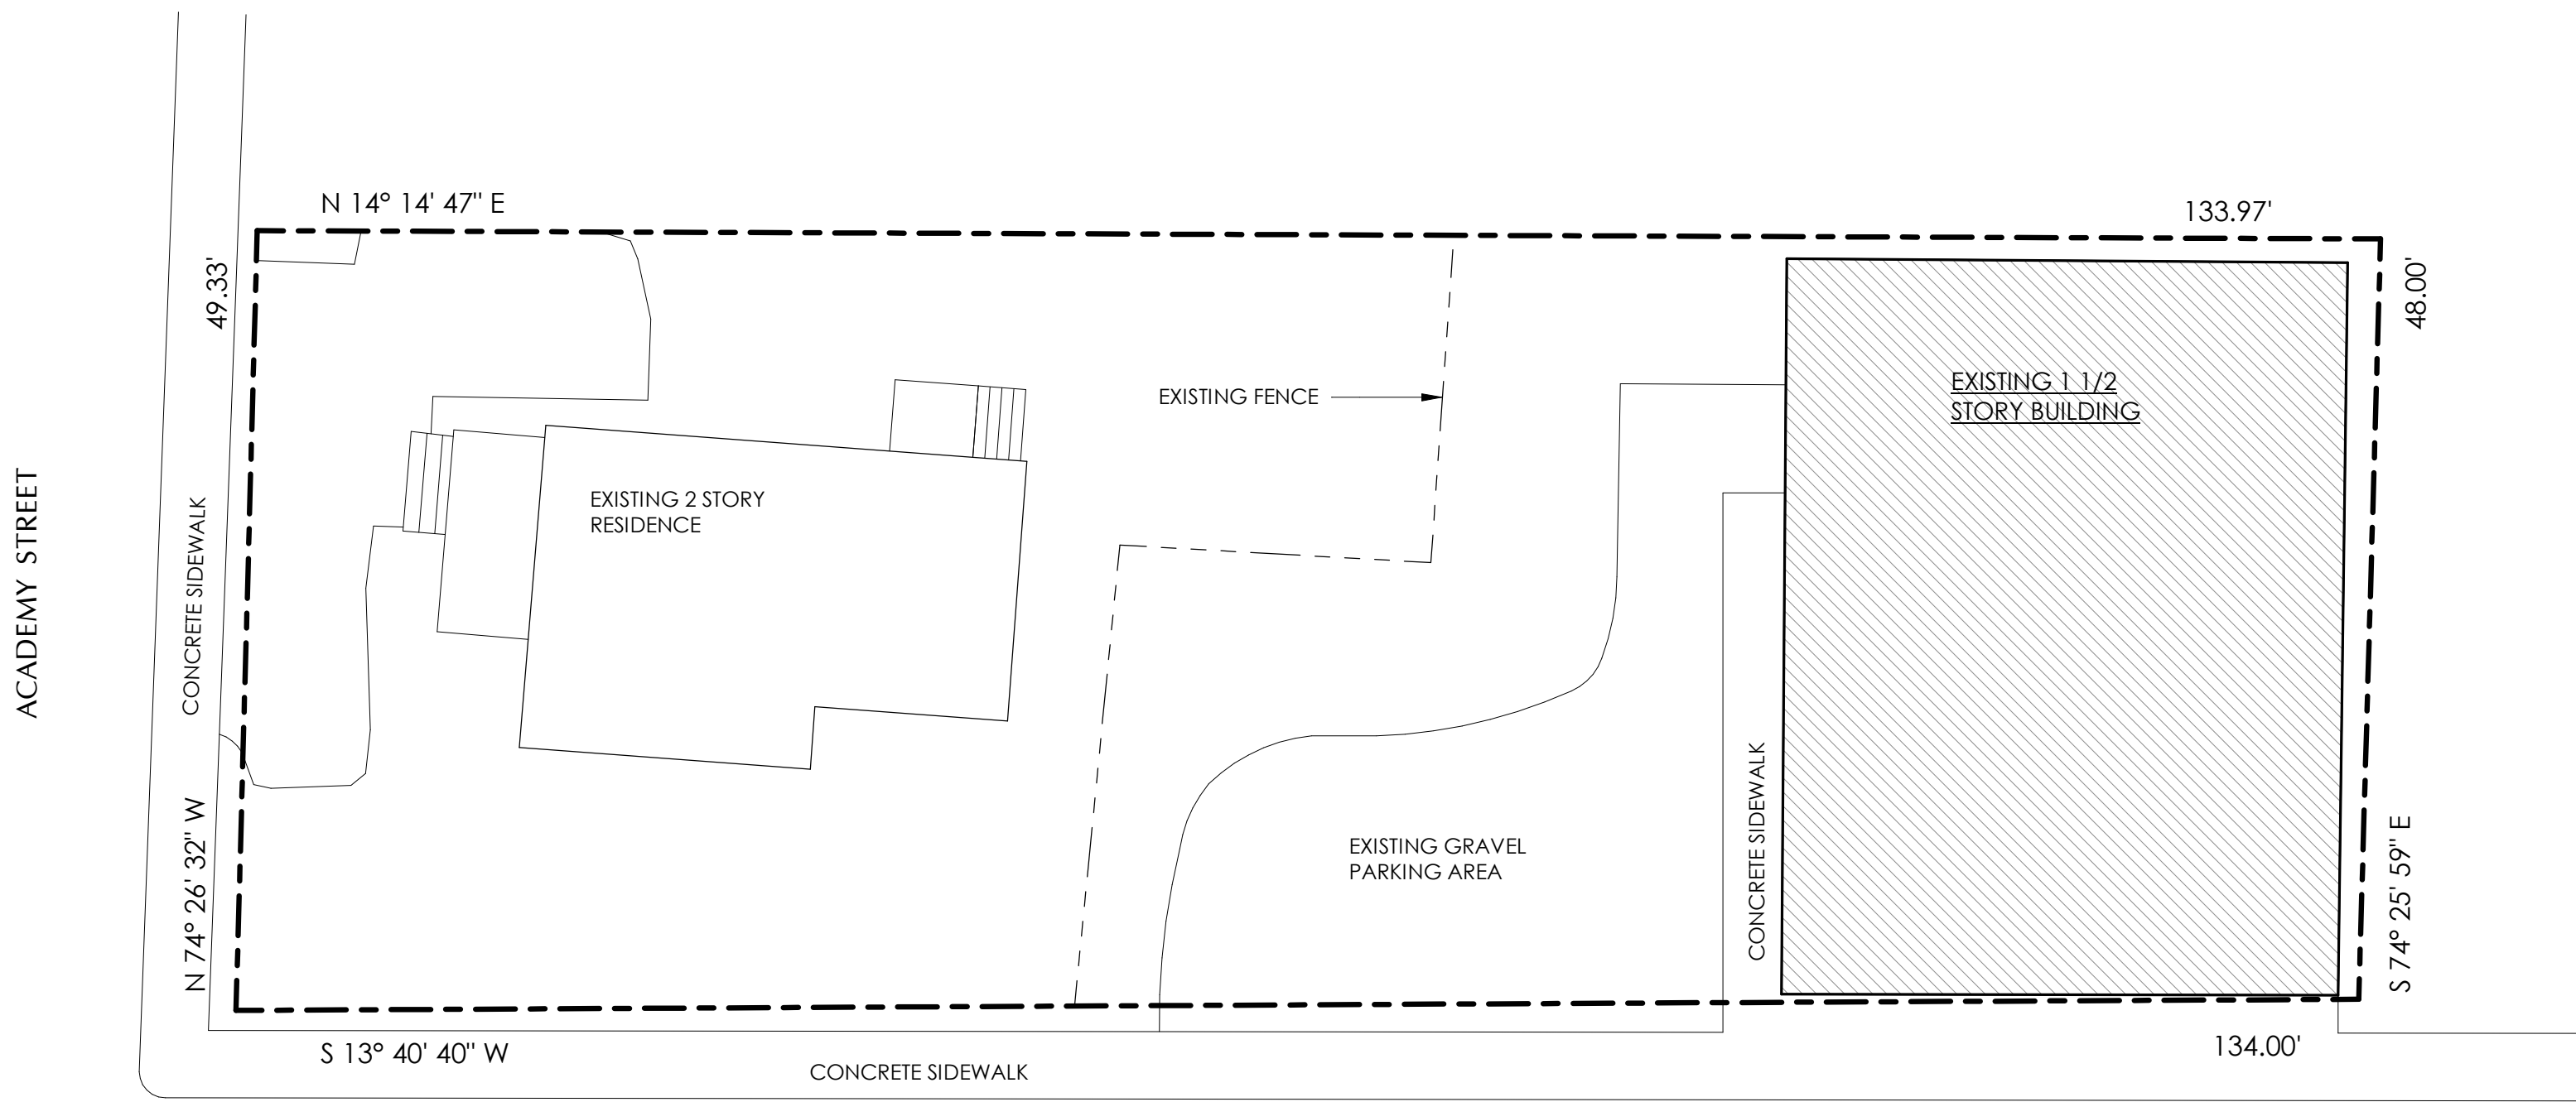 N 14° 14' 47" E
133.97'
49.33'
48.00'
EXISTING FENCE
EXISTING 1 1/2
STORY BUILDING
ACADEMY STREET
CONCRETE SIDEWALK
EXISTING 2 STORY
RESIDENCE
N 74° 26' 32" W
EXISTING GRAVEL
PARKING AREA
CONCRETE SIDEWALK
S 74° 25' 59" E
S 13° 40' 40" W
134.00'
CONCRETE SIDEWALK